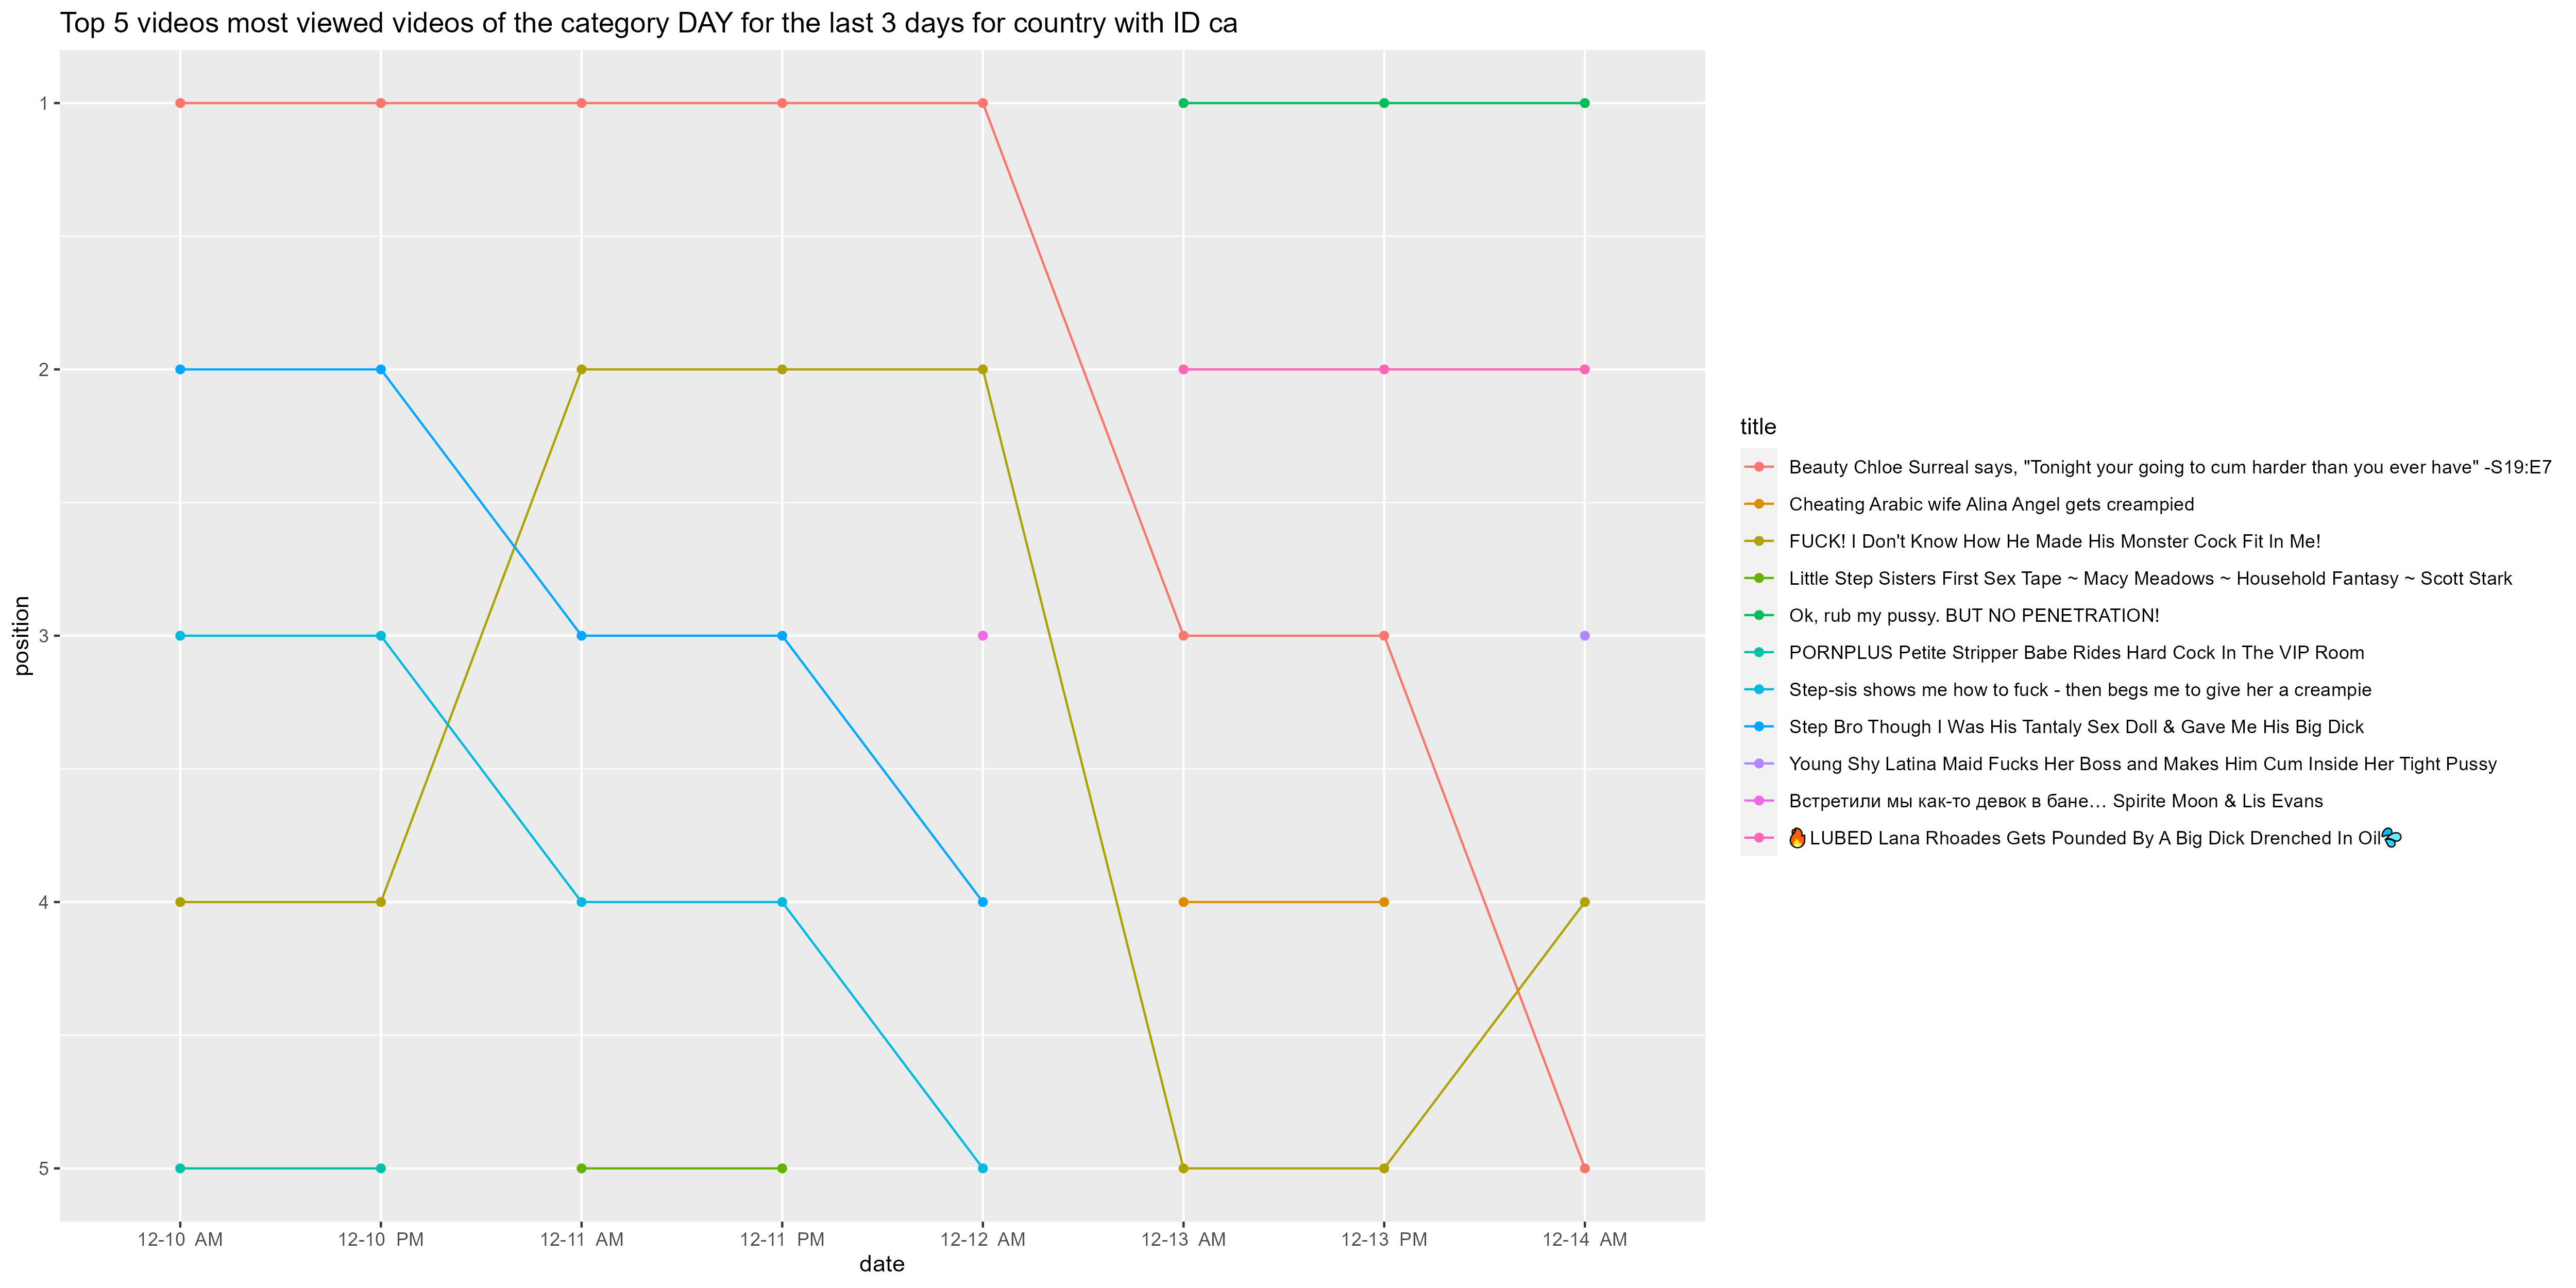 Top 5 videos most viewed videos of the category DAY for the last 3 days for country with ID ca
1
2
3
4
5
position
12-10 AM
12-10 PM
12-11 AM
12-11 PM
12-12 AM
12-13 AM
12-13 PM
12-14 AM
date
title
Beauty Chloe Surreal says, "Tonight your going to cum harder than you ever have" -S19:E7
Cheating Arabic wife Alina Angel gets creampied
FUCK! I Don't Know How He Made His Monster Cock Fit In Me!
Little Step Sisters First Sex Tape ~ Macy Meadows ~ Household Fantasy ~ Scott Stark
Ok, rub my pussy. BUT NO PENETRATION!
PORNPLUS Petite Stripper Babe Rides Hard Cock In The VIP Room
Step-sis shows me how to fuck - then begs me to give her a creampie
Step Bro Though I Was His Tantaly Sex Doll & Gave Me His Big Dick
Young Shy Latina Maid Fucks Her Boss and Makes Him Cum Inside Her Tight Pussy
Встретили мы как-то девок в бане… Spirite Moon & Lis Evans
🔥LUBED Lana Rhoades Gets Pounded By A Big Dick Drenched In Oil💦